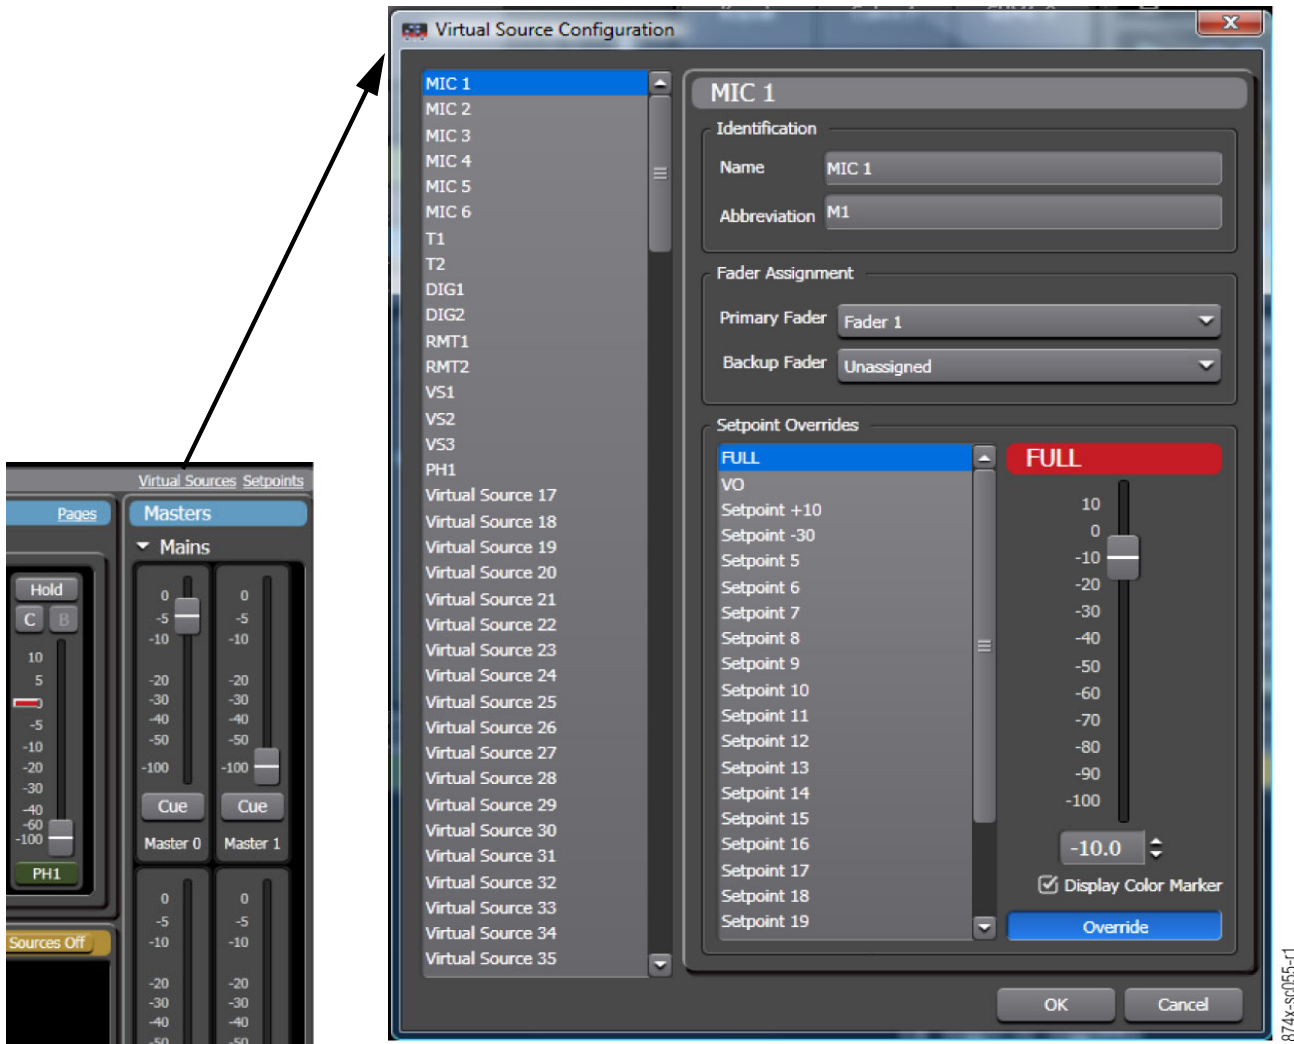 Virtual Source Configuration
X
MIC 1
MIC 2
MIC 3
MIC 4
MIC 5
MIC 6
T1
T2
DIG1
DIG2
RMT1
RMT2
VS1
VS2
VS3
PH1
Virtual Source 17
Virtual Source 18
Virtual Source 19
Virtual Source 20
Virtual Source 21
Virtual Source 22
Virtual Source 23
Virtual Source 24
Virtual Source 25
Virtual Source 26
Virtual Source 27
Virtual Source 28
Virtual Source 29
Virtual Source 30
Virtual Source 31
Virtual Source 32
Virtual Source 33
Virtual Source 34
Virtual Source 35
MIC 1
Identification
Name MIC 1
Abbreviation M1
Fader Assignment
Primary Fader Fader 1
Backup Fader Unassigned
Setpoint Overrides
FULL
VO
Setpoint +10
Setpoint -30
Setpoint 5
Setpoint 6
Setpoint 7
Setpoint 8
Setpoint 9
Setpoint 10
Setpoint 11
Setpoint 12
Setpoint 13
Setpoint 14
Setpoint 15
Setpoint 16
Setpoint 17
Setpoint 18
Setpoint 19
FULL
10
0
-10
-20
-30
-40
-50
-60
-70
-80
-90
-100
-10.0
Display Color Marker
Override
OK Cancel
Virtual Sources Setpoints
Pages
Hold
C B
10
5
-5
-10
-20
-30
-40
-60
-100
PH1
Sources Off
Masters
Mains
0 0
-5 -5
-10 -10
-20 -20
-30 -30
-40 -40
-50 -50
-100 -100
Cue Cue
Master 0 Master 1
0 0
-5 -5
-10 -10
-20 -20
-30 -30
-40 -40
-50 -50
874x-sc055-r1